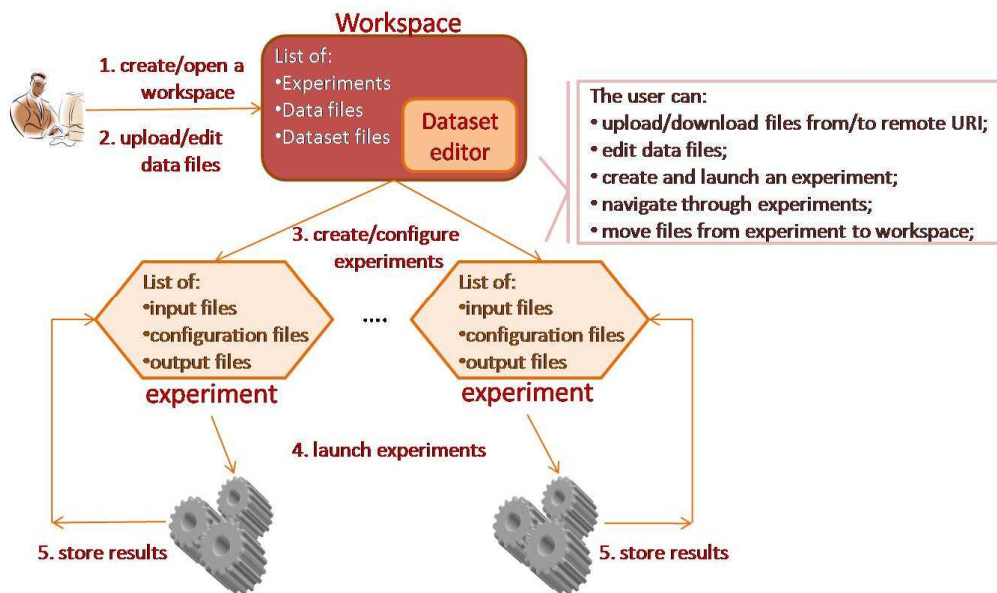 Workspace
List of:
•Experiments
•Data files
•Dataset files
Dataset
editor
1. create/open a
workspace
2. upload/edit
data files
The user can:
• upload/download files from/to remote URI;
• edit data files;
• create and launch an experiment;
• navigate through experiments;
• move files from experiment to workspace;
3. create/configure
experiments
List of:
•input files
•configuration files
•output files
experiment
....
List of:
•input files
•configuration files
•output files
experiment
4. launch experiments
5. store results
5. store results